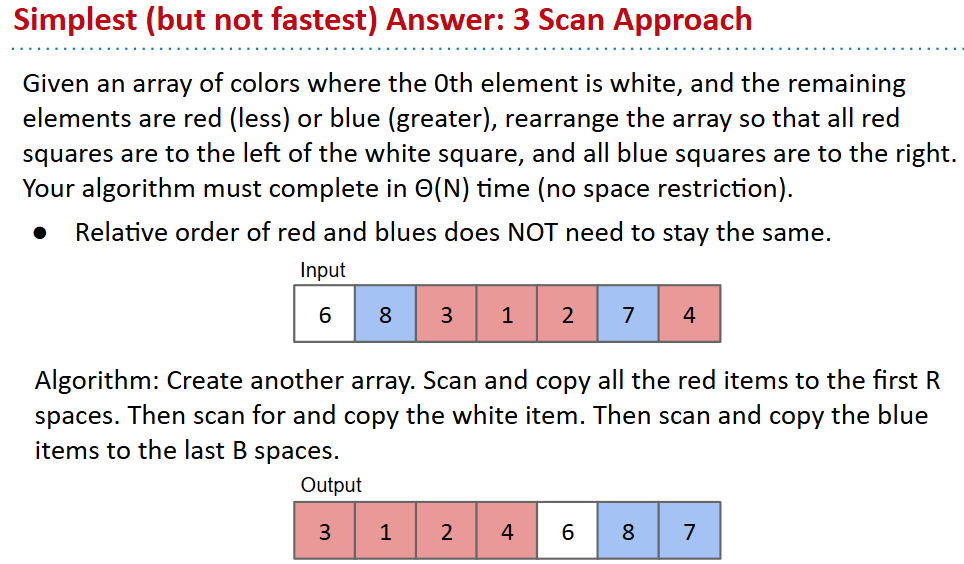 Simplest (but not fastest) Answer: 3 Scan Approach
Given an array of colors where the 0th element is white, and the remaining
elements are red (less) or blue (greater), rearrange the array so that all red
squares are to the left of the white square, and all blue squares are to the right.
Your algorithm must complete in Θ(N) time (no space restriction).
● Relative order of red and blues does NOT need to stay the same.
Input
6 8 3 1 2 7 4
Algorithm: Create another array. Scan and copy all the red items to the first R
spaces. Then scan for and copy the white item. Then scan and copy the blue
items to the last B spaces.
Output
3 1 2 4 6 8 7